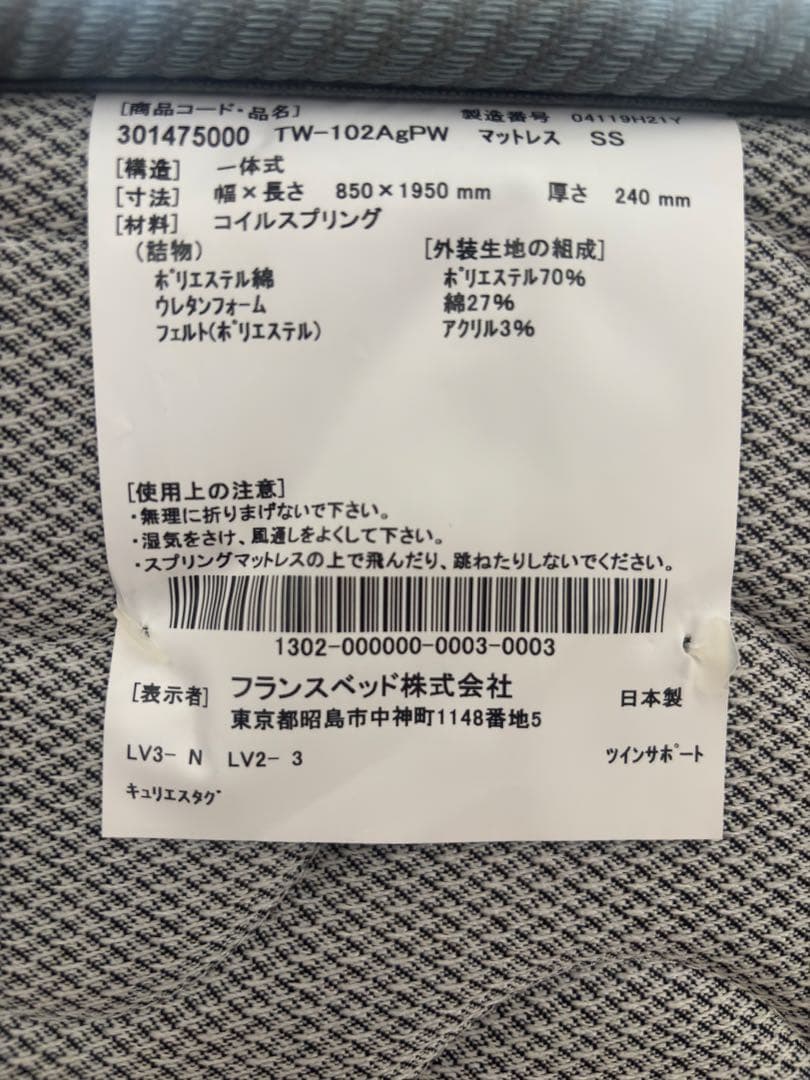 [商品コード・品名] 製造番号 04119H21Y
301475000 TW-102AgPW マットレス SS
[構造] 一体式
[寸法] 幅×長さ 850×1950 mm 厚さ 240 mm
[材料] コイルスプリング
(詰物) [外装生地の組成]
ポリエステル綿 ポリエステル70%
ウレタンフォーム 綿27%
フェルト(ポリエステル) アクリル3%
[使用上の注意]
・無理に折りまげないで下さい。
・湿気をさけ、風通しをよくして下さい。
・スプリングマットレスの上で飛んだり、跳ねたりしないでください。
1302-000000-0003-0003
[表示者] フランスベッド株式会社 日本製
東京都昭島市中神町1148番地5
LV3- N LV2- 3 ツインサポート
キュリエスタグ